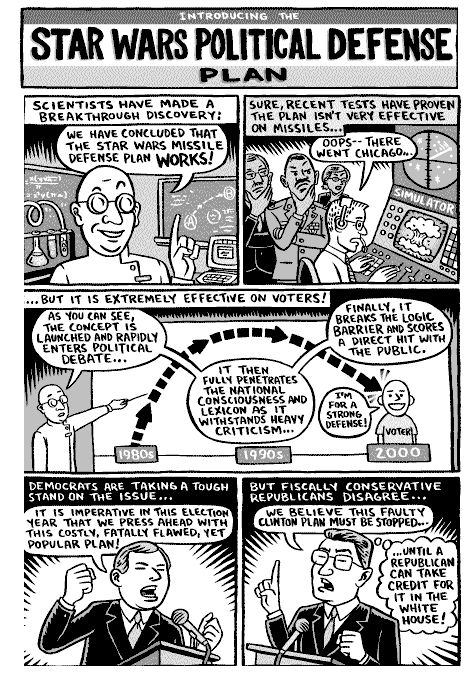 INTRODUCING THE
STAR WARS POLITICAL DEFENSE
PLAN
SCIENTISTS HAVE MADE A
BREAKTHROUGH DISCOVERY:
WE HAVE CONCLUDED THAT
THE STAR WARS MISSILE
DEFENSE PLAN WORKS!
SURE, RECENT TESTS HAVE PROVEN
THE PLAN ISN'T VERY EFFECTIVE
ON MISSILES...
OOPS-- THERE
WENT CHICAGO...
SIMULATOR
...BUT IT IS EXTREMELY EFFECTIVE ON VOTERS!
AS YOU CAN SEE,
THE CONCEPT IS
LAUNCHED AND RAPIDLY
ENTERS POLITICAL
DEBATE...
IT THEN
FULLY PENETRATES
THE NATIONAL
CONSCIOUSNESS AND
LEXICON AS IT
WITHSTANDS HEAVY
CRITICISM...
FINALLY, IT
BREAKS THE LOGIC
BARRIER AND SCORES
A DIRECT HIT WITH
THE PUBLIC.
I'M
FOR A
STRONG
DEFENSE!
VOTER
1980s
1990s
2000
DEMOCRATS ARE TAKING A TOUGH
STAND ON THE ISSUE...
IT IS IMPERATIVE IN THIS ELECTION
YEAR THAT WE PRESS AHEAD WITH
THIS COSTLY, FATALLY FLAWED, YET
POPULAR PLAN!
BUT FISCALLY CONSERVATIVE
REPUBLICANS DISAGREE...
WE BELIEVE THIS FAULTY
CLINTON PLAN MUST BE STOPPED...
...UNTIL A
REPUBLICAN
CAN TAKE
CREDIT FOR
IT IN THE
WHITE
HOUSE!